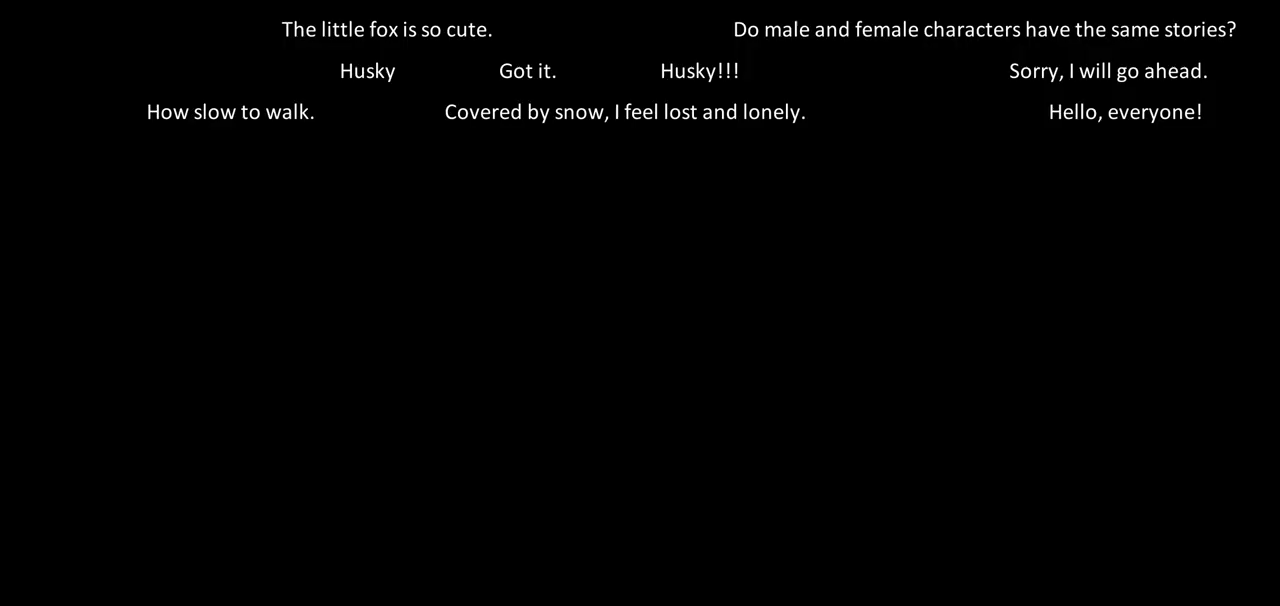 The little fox is so cute. Do male and female characters have the same stories?
Husky Got it. Husky!!! Sorry, I will go ahead.
How slow to walk. Covered by snow, I feel lost and lonely. Hello, everyone!